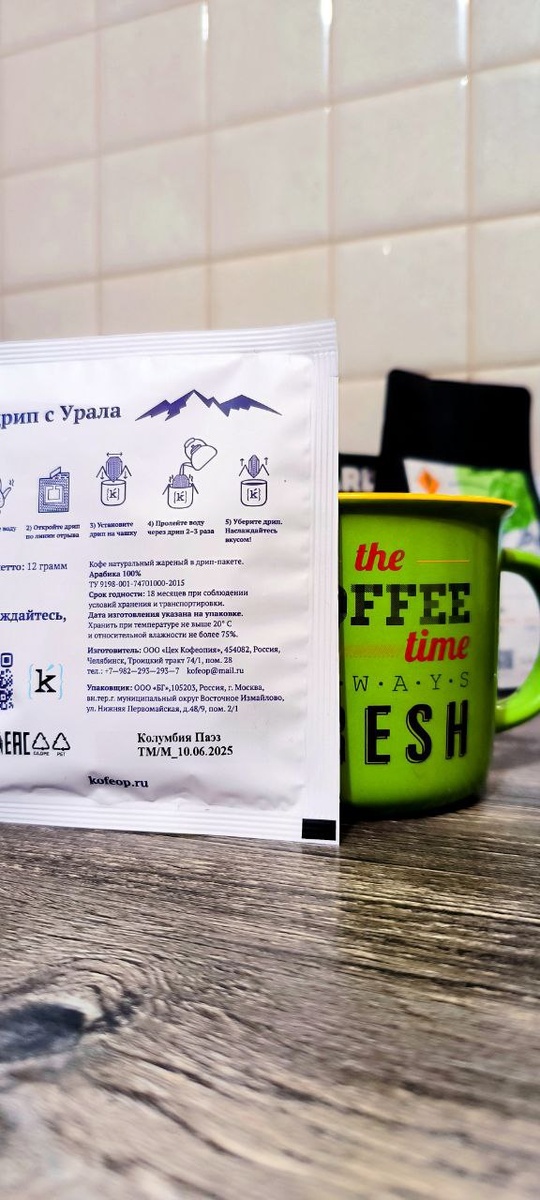 дрип с Урала
воду
2) Откройте дрип
по линии отрыва
3) Установите
дрип на чашку
4) Пролейте воду
через дрип 2-3 раза
5) Уберите дрип.
Наслаждайтесь
вкусом!
нетто: 12 грамм
ждайтесь,
Кофе натуральный жареный в дрип-пакете.
Арабика 100%
ТУ 9198-001-74701000-2015
Срок годности: 18 месяцев при соблюдении
условий хранения и транспортировки.
Дата изготовления указана на упаковке.
Хранить при температуре не выше 20° С
и относительной влажности не более 75%.
Изготовитель: ООО «Цех Кофеопия», 454082, Россия,
Челябинск, Троицкий тракт 74/1, пом. 28
тел.: +7-982-293-293-7 kofeop@mail.ru
Упаковщик: ООО «БГ»,105203, Россия, г. Москва,
вн.тер.г. муниципальный округ Восточное Измайлово,
ул. Нижняя Первомайская, д.48/9, пом. 2/1
ḱ
EAC
Колумбия Паэз
ТМ/М_10.06.2025
kofeop.ru
the
OFFEE
time
W·A·Y·S
ESH